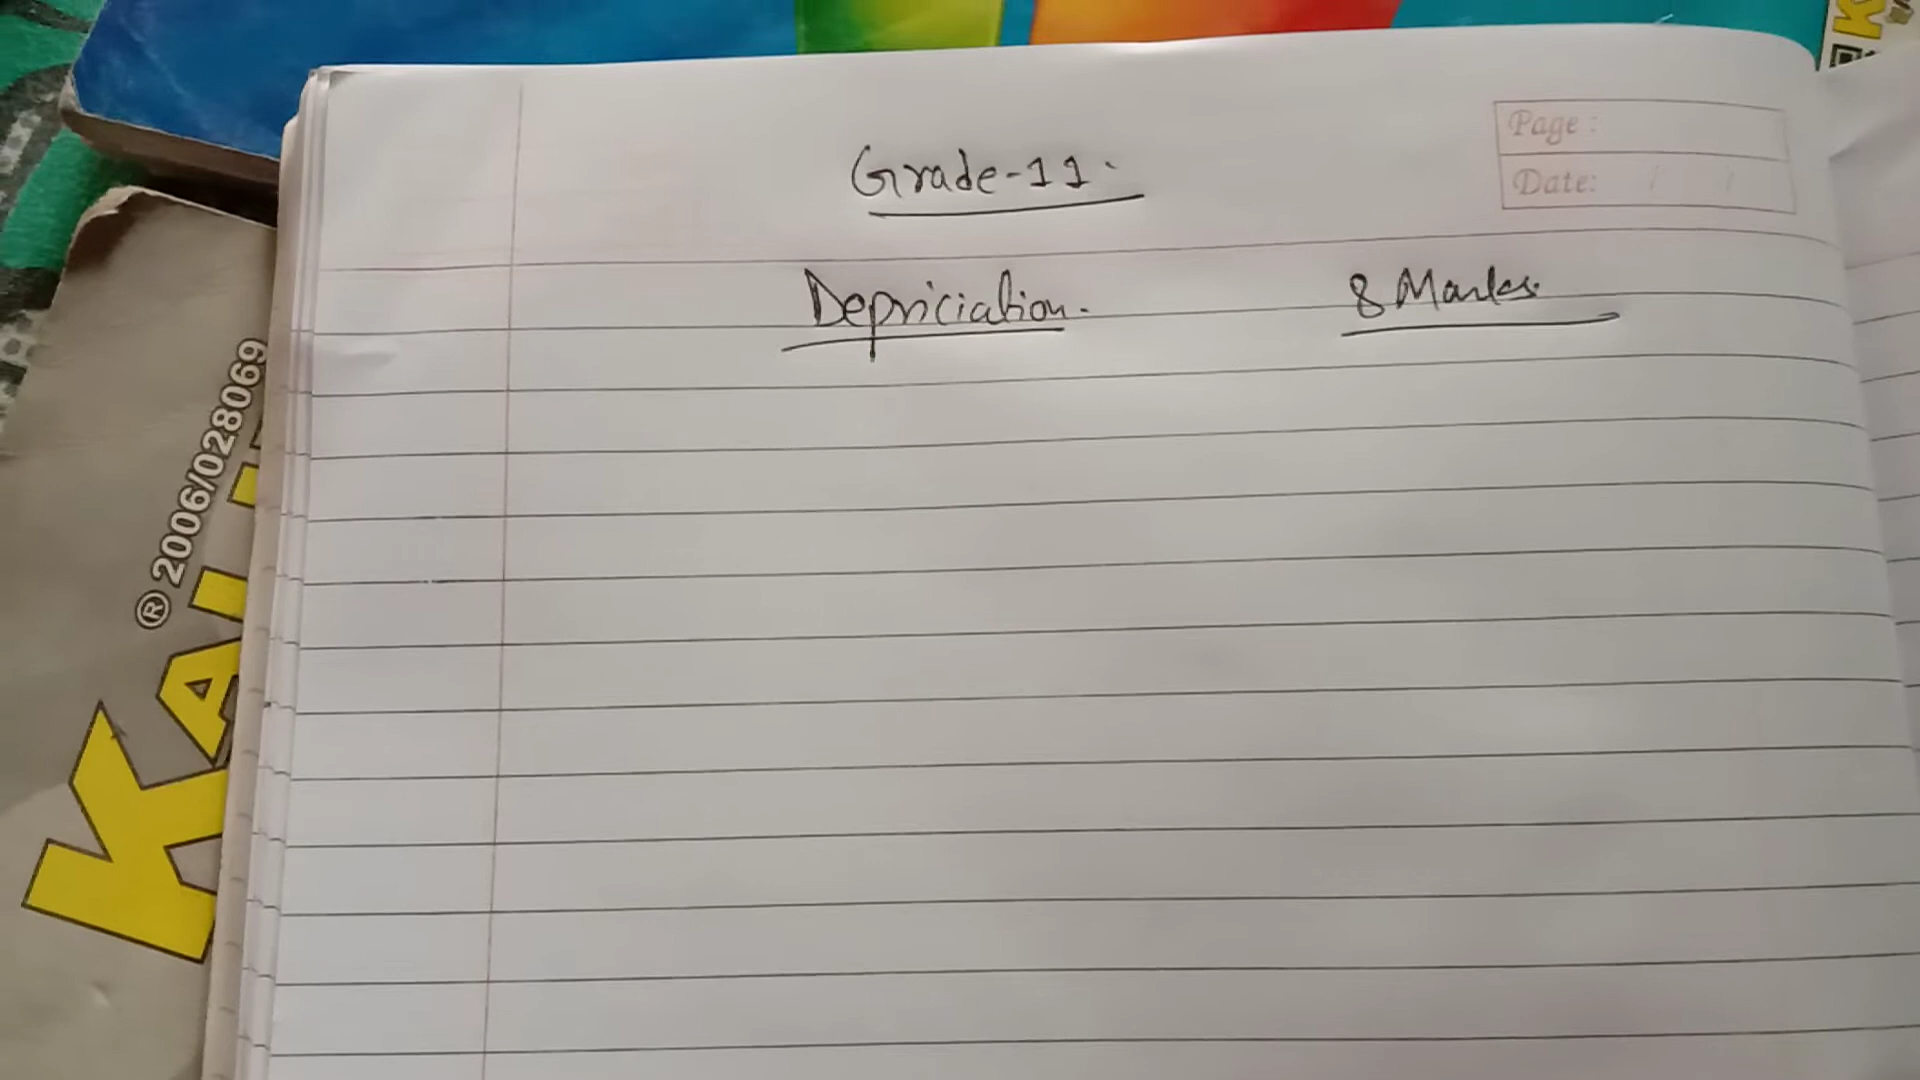 Grade-11.
Page:
Date: / /
Depriciation. 8 Marks.
® 2006/028069